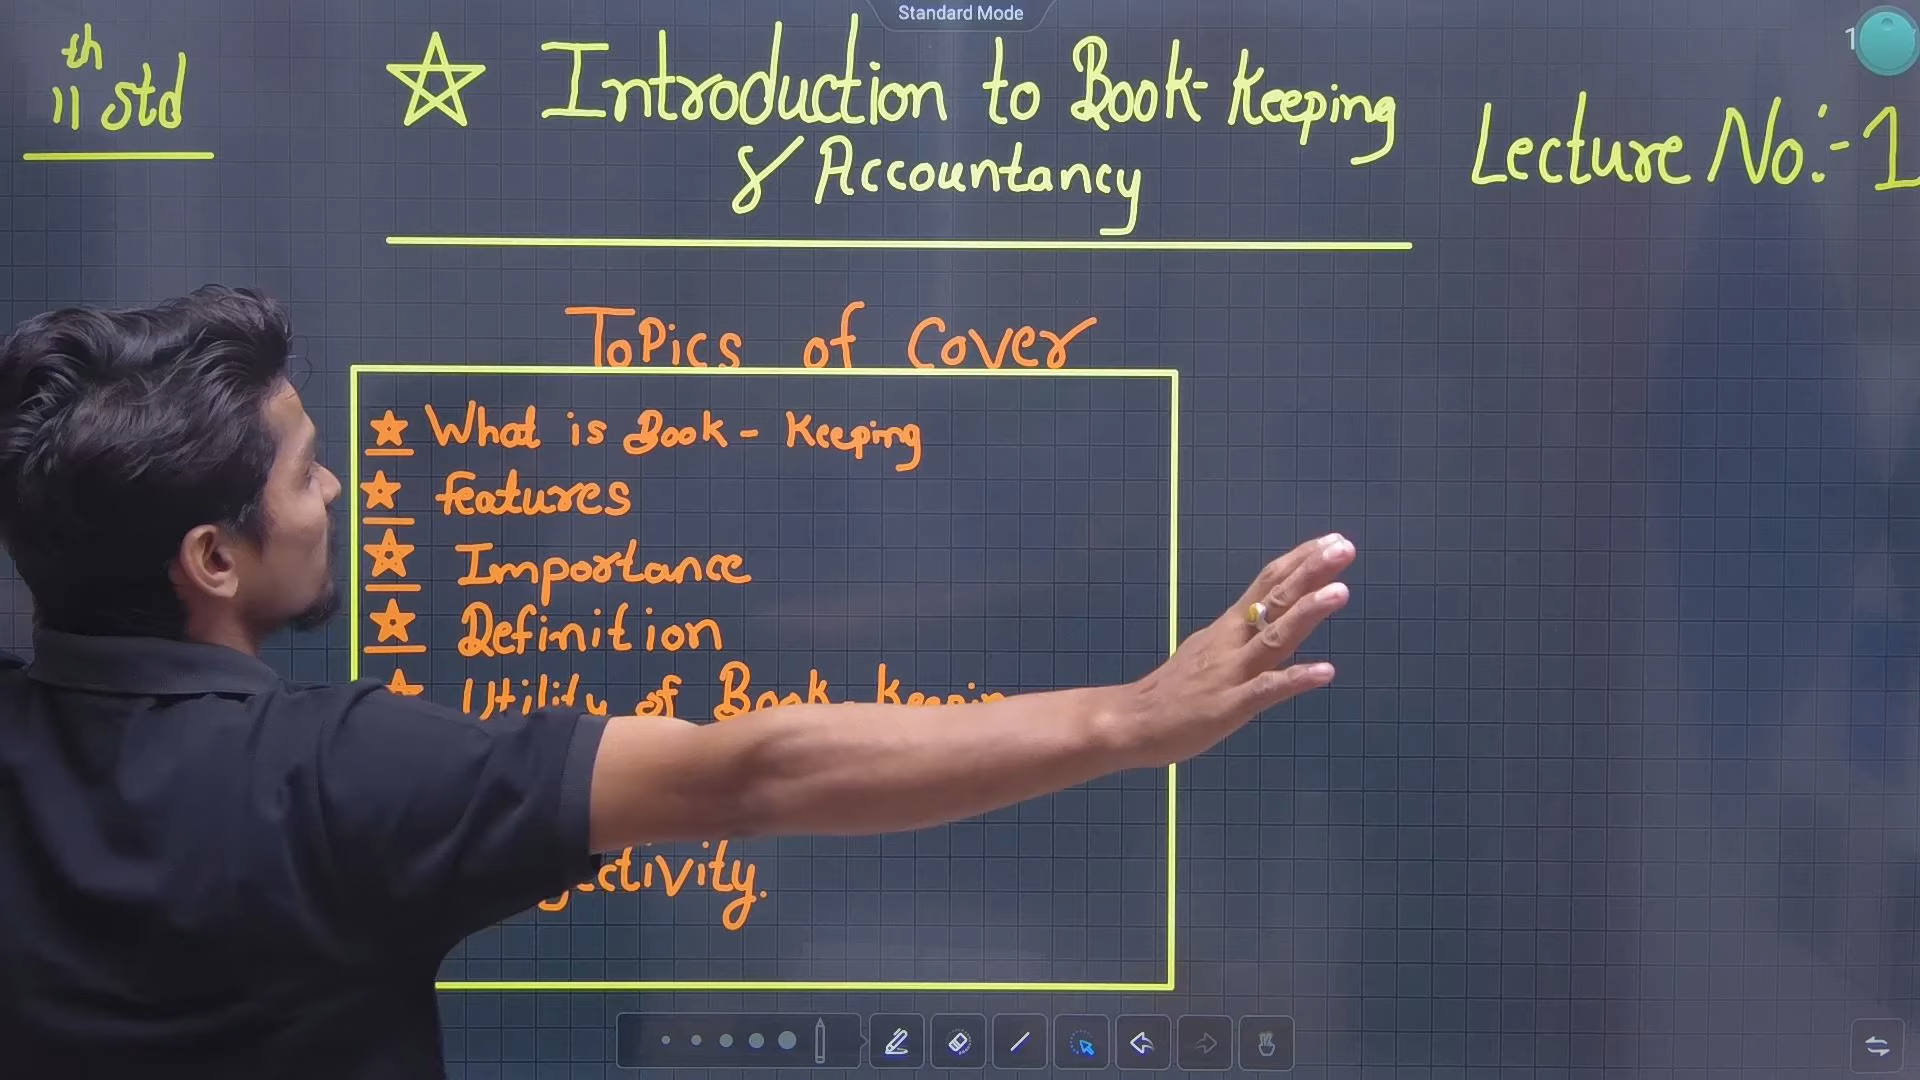 Standard Mode
11th std
Introduction to Book-Keeping
& Accountancy
Lecture No:-1
Topics of Cover
What is Book-Keeping
features
Importance
Definition
Utility of Book-Keeping